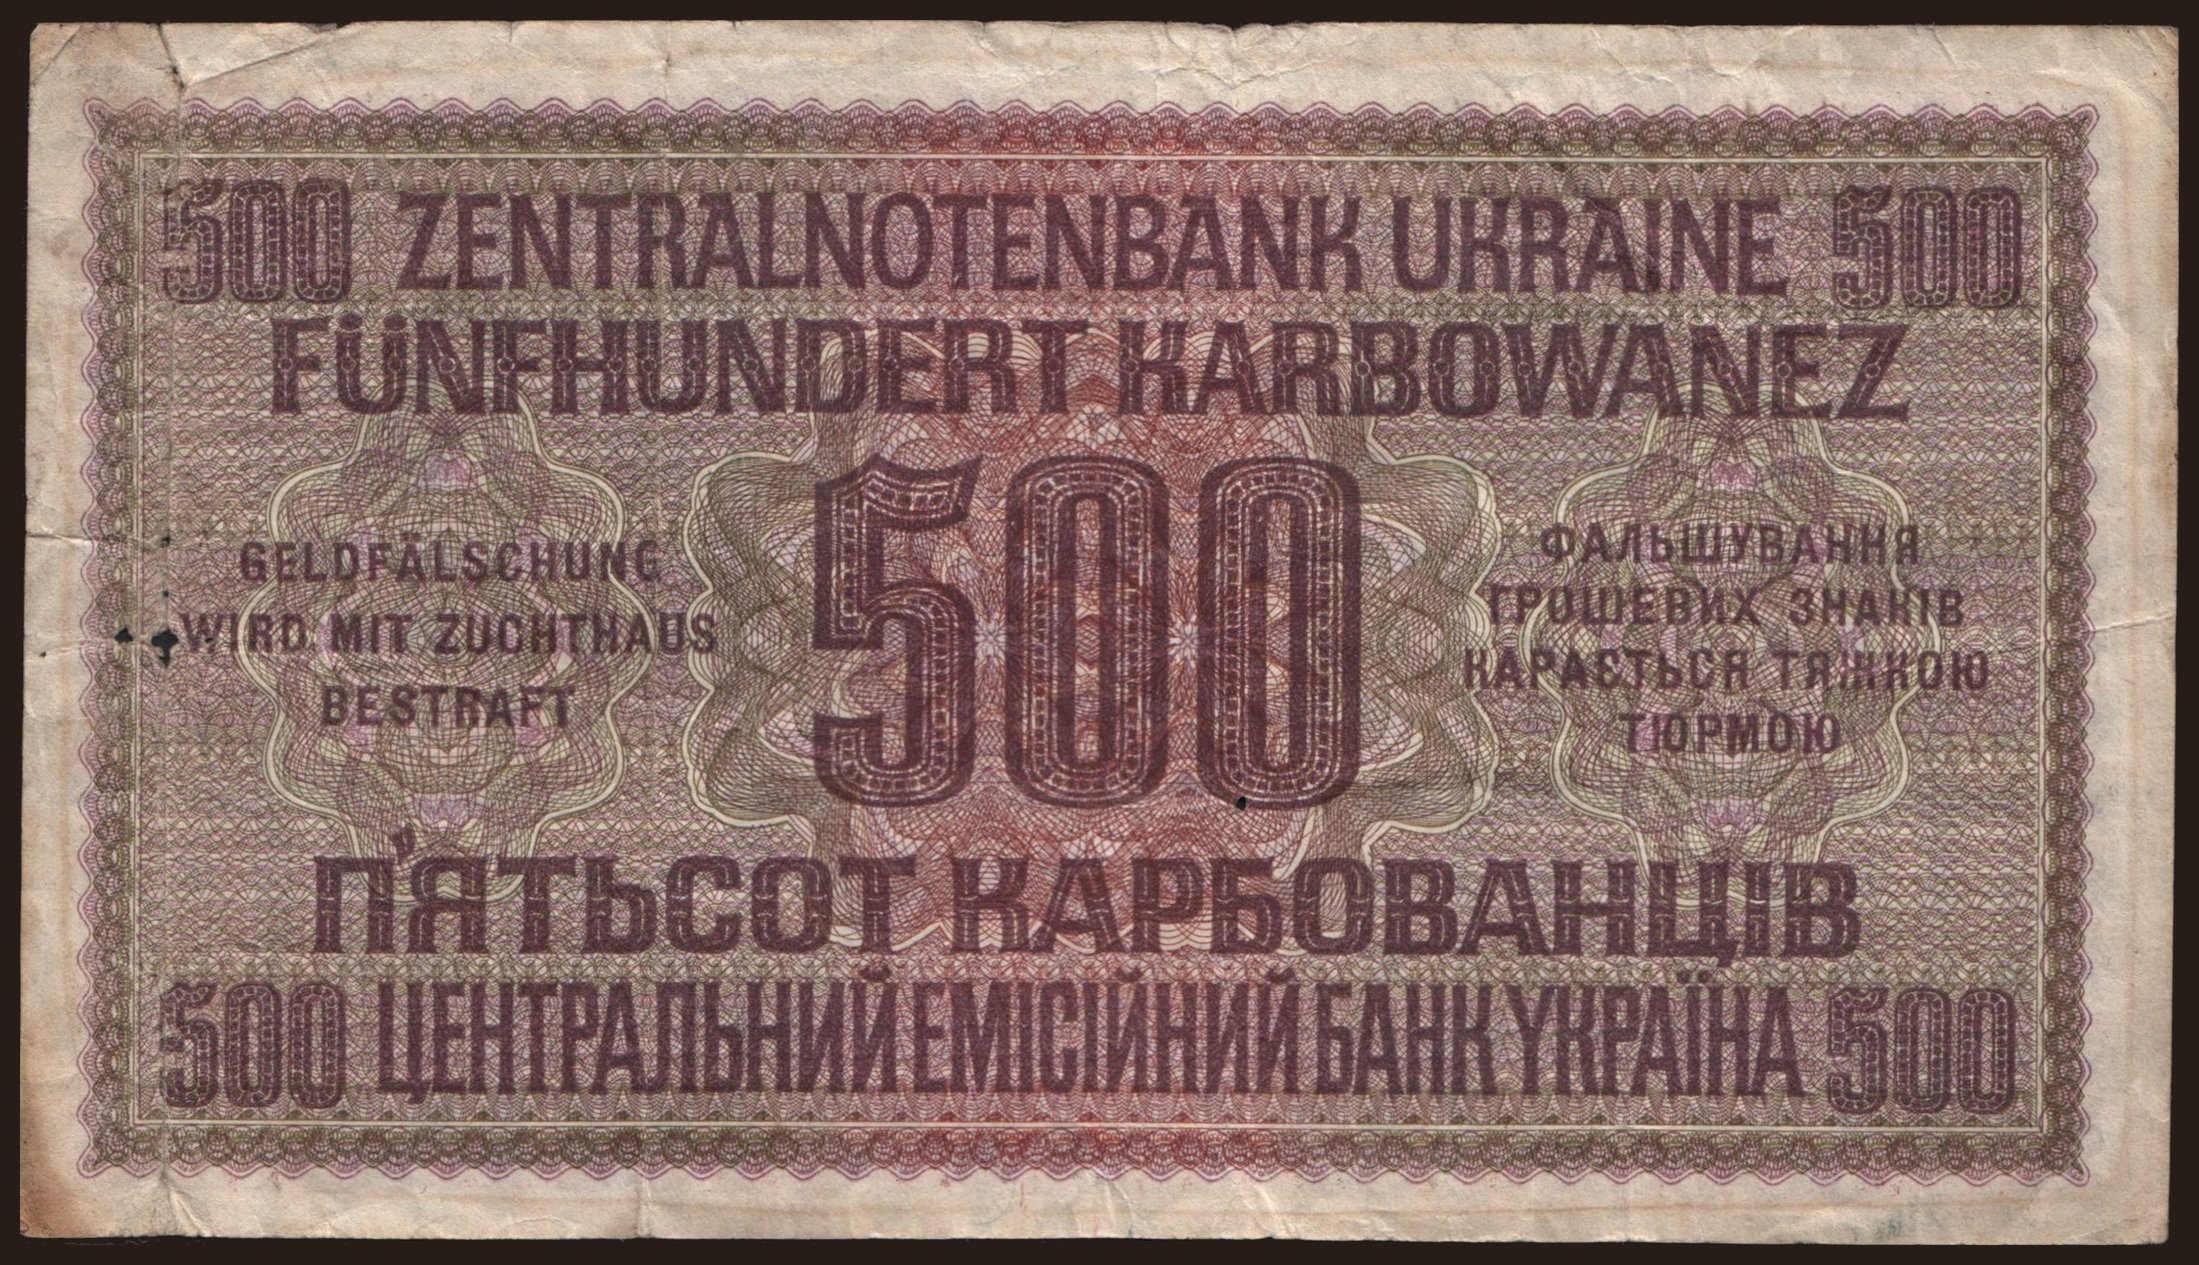 500 ZENTRALNOTENBANK UKRAINE 500
FÜNFHUNDERT KARBOWANEZ
GELDFÄLSCHUNG
WIRD MIT ZUCHTHAUS
BESTRAFT
500
ФАЛЬШУВАННЯ
ГРОШЕВИХ ЗНАКІВ
КАРАЄТЬСЯ ТЯЖКОЮ
ТЮРМОЮ
П'ЯТЬСОТ КАРБОВАНЦІВ
500 ЦЕНТРАЛЬНИЙ ЕМІСІЙНИЙ БАНК УКРАЇНА 500